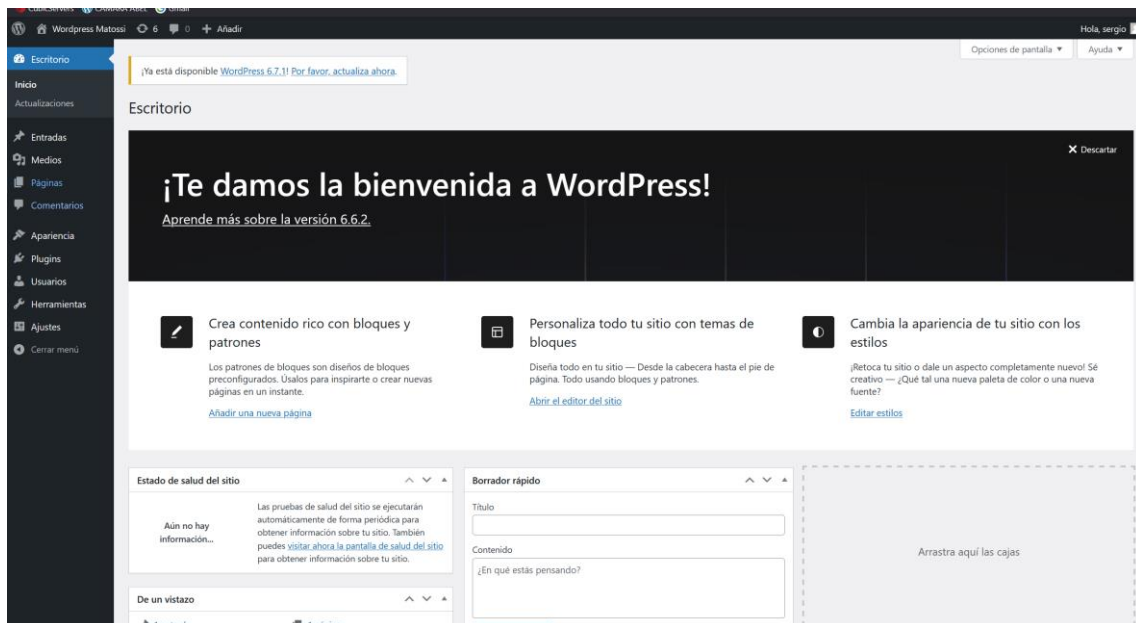 CubicServers CAMARA ABEL Gmail
Wordpress Matossi 6 0 Añadir
Hola, sergio
Opciones de pantalla Ayuda
Escritorio
Inicio
Actualizaciones
Entradas
Medios
Páginas
Comentarios
Apariencia
Plugins
Usuarios
Herramientas
Ajustes
Cerrar menú
¡Ya está disponible WordPress 6.7.1! Por favor, actualiza ahora.
Escritorio
Descartar
¡Te damos la bienvenida a WordPress!
Aprende más sobre la versión 6.6.2.
Crea contenido rico con bloques y
patrones
Los patrones de bloques son diseños de bloques
preconfigurados. Úsalos para inspirarte o crear nuevas
páginas en un instante.
Añadir una nueva página
Personaliza todo tu sitio con temas de
bloques
Diseña todo en tu sitio — Desde la cabecera hasta el pie de
página. Todo usando bloques y patrones.
Abrir el editor del sitio
Cambia la apariencia de tu sitio con los
estilos
¡Retoca tu sitio o dale un aspecto completamente nuevo! Sé
creativo — ¿Qué tal una nueva paleta de color o una nueva
fuente?
Editar estilos
Estado de salud del sitio
Aún no hay
información...
Las pruebas de salud del sitio se ejecutarán
automáticamente de forma periódica para
obtener información sobre tu sitio. También
puedes visitar ahora la pantalla de salud del sitio
para obtener información sobre tu sitio.
De un vistazo
Borrador rápido
Título
Contenido
¿En qué estás pensando?
Arrastra aquí las cajas